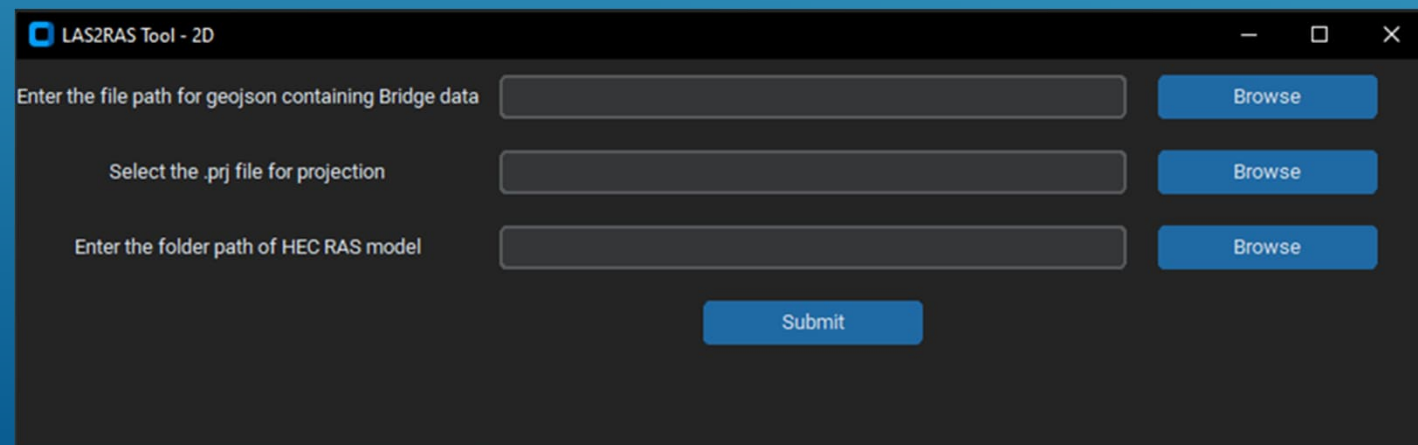 LAS2RAS Tool - 2D
Enter the file path for geojson containing Bridge data
Browse
Select the .prj file for projection
Browse
Enter the folder path of HEC RAS model
Browse
Submit